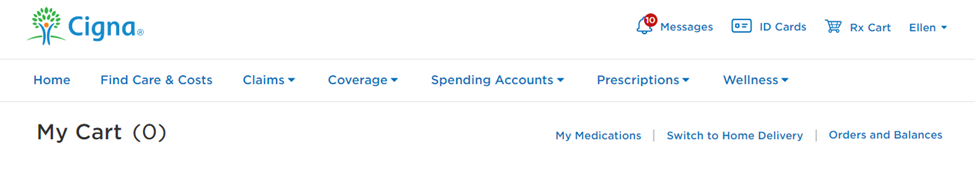 Cigna®
10 Messages ID Cards Rx Cart Ellen
Home Find Care & Costs Claims Coverage Spending Accounts Prescriptions Wellness
My Cart (0)
My Medications | Switch to Home Delivery | Orders and Balances